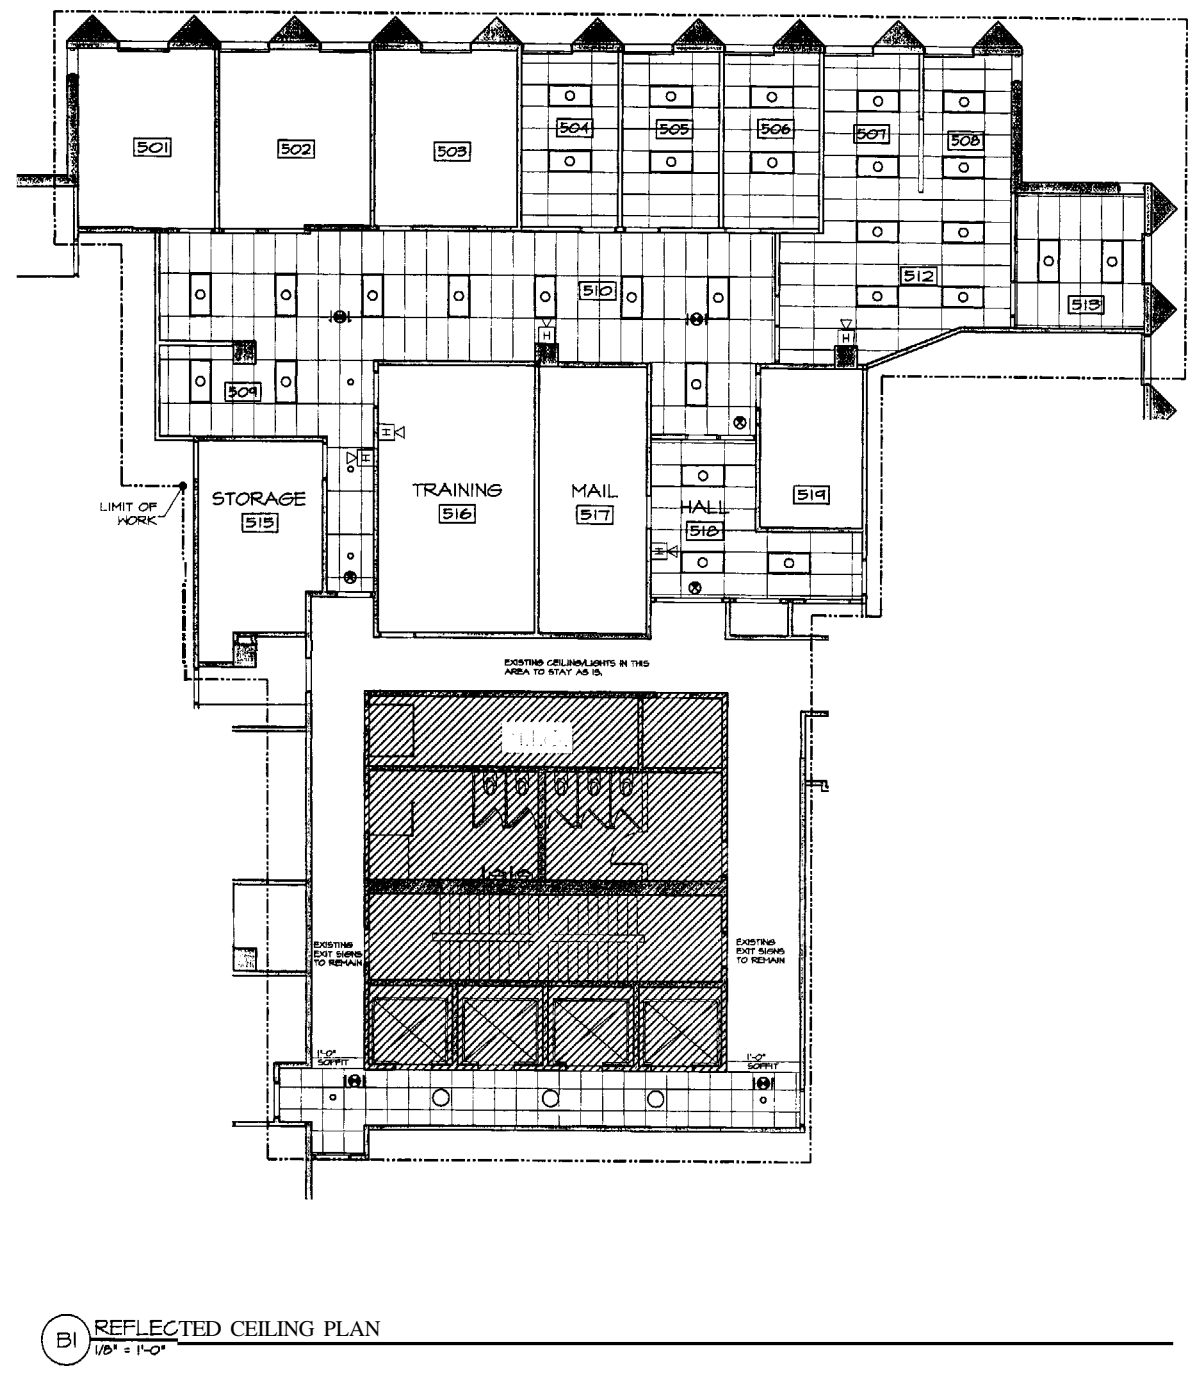 504
505
506
507
508
501
502
503
512
510
513
509
STORAGE
515
TRAINING
516
MAIL
517
HALL
518
519
LIMIT OF
WORK
H
H
H
H
H
EXISTING CEILING/LIGHTS IN THIS
AREA TO STAY AS IS.
EXISTING
EXIT SIGNS
TO REMAIN
EXISTING
EXIT SIGNS
TO REMAIN
1'-0"
SOFFIT
1'-0"
SOFFIT
B1
REFLECTED CEILING PLAN
1/8" = 1'-0"